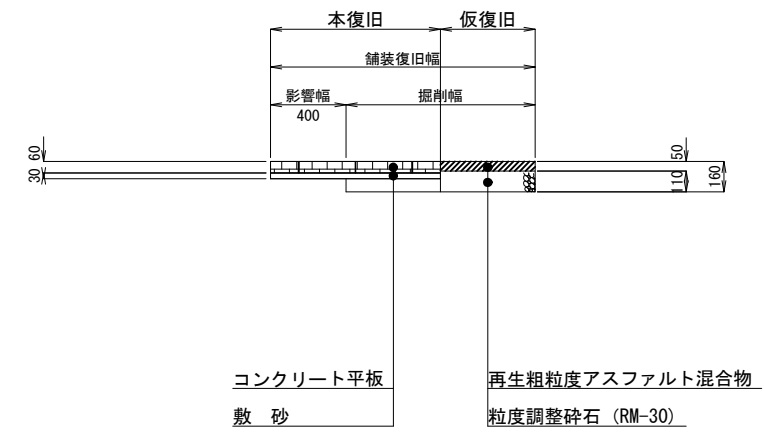 本復旧
仮復旧
舗装復旧幅
影響幅
掘削幅
400
60
30
50
110
160
コンクリート平板
再生粗粒度アスファルト混合物
敷 砂
粒度調整砕石 (RM-30)